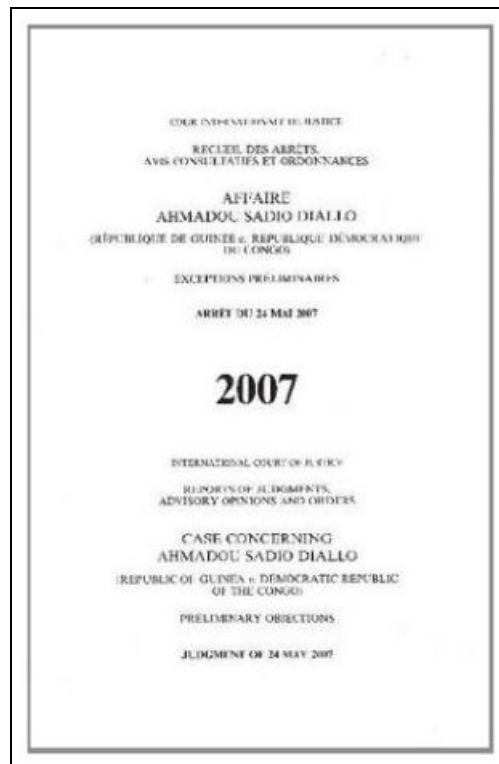 COUR INTERNATIONALE DE JUSTICE
RECUEIL DES ARRÊTS,
AVIS CONSULTATIFS ET ORDONNANCES
AFFAIRE
AHMADOU SADIO DIALLO
(RÉPUBLIQUE DE GUINÉE c. RÉPUBLIQUE DÉMOCRATIQUE
DU CONGO)
EXCEPTIONS PRÉLIMINAIRES
ARRÊT DU 24 MAI 2007
2007
INTERNATIONAL COURT OF JUSTICE
REPORTS OF JUDGMENTS,
ADVISORY OPINIONS AND ORDERS
CASE CONCERNING
AHMADOU SADIO DIALLO
(REPUBLIC OF GUINEA v. DEMOCRATIC REPUBLIC
OF THE CONGO)
PRELIMINARY OBJECTIONS
JUDGMENT OF 24 MAY 2007